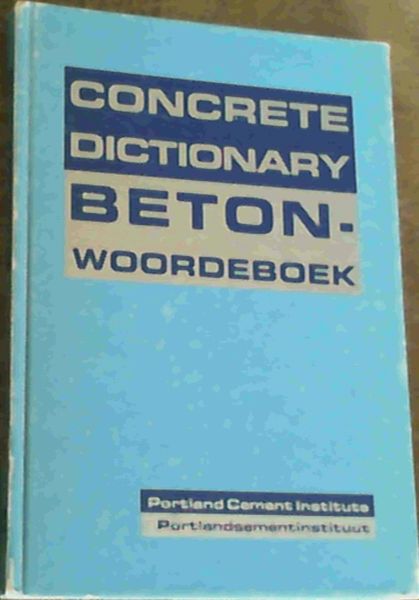 CONCRETE
DICTIONARY
BETON-
WOORDEBOEK
Portland Cement Institute
Portlandsementinstituut